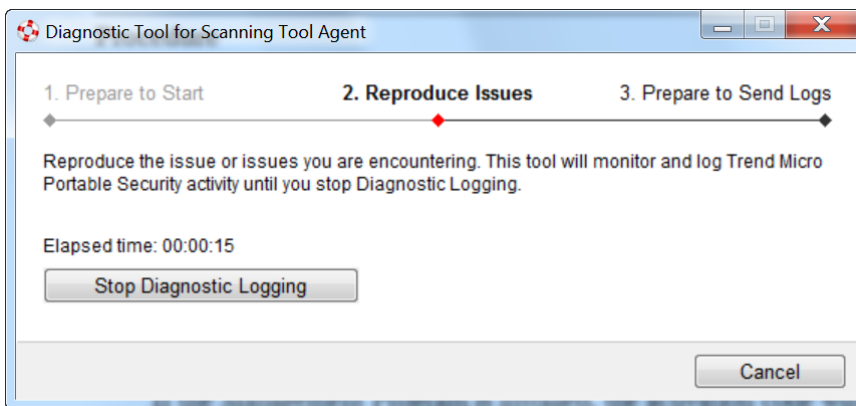 Diagnostic Tool for Scanning Tool Agent
1. Prepare to Start
2. Reproduce Issues
3. Prepare to Send Logs
Reproduce the issue or issues you are encountering. This tool will monitor and log Trend Micro
Portable Security activity until you stop Diagnostic Logging.
Elapsed time: 00:00:15
Stop Diagnostic Logging
Cancel